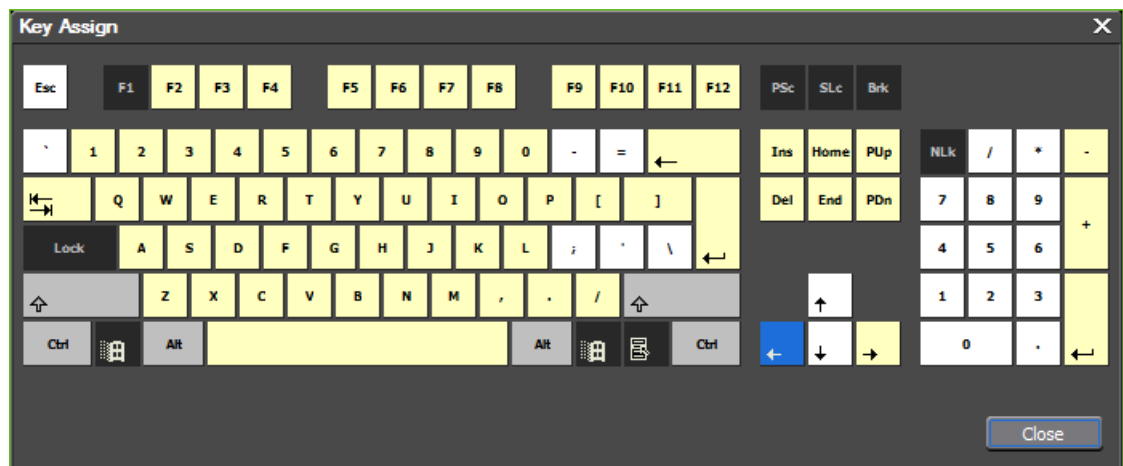 Key Assign X
Esc F1 F2 F3 F4 F5 F6 F7 F8 F9 F10 F11 F12 PSc SLc Brk
` 1 2 3 4 5 6 7 8 9 0 - = ← Ins Home PUp NLk / * -
Q W E R T Y U I O P [ ] Del End PDn 7 8 9 +
Lock A S D F G H J K L ; ' \ 4 5 6
Z X C V B N M , . / 1 2 3
Ctrl Alt Alt Ctrl 0 .
Close